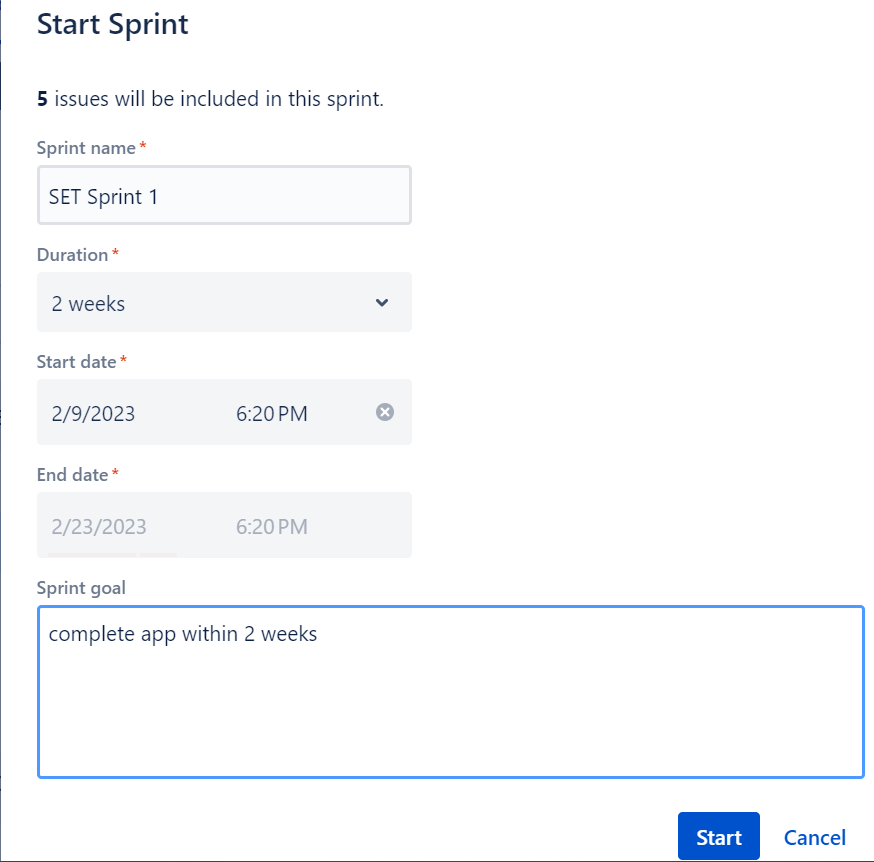 Start Sprint
5 issues will be included in this sprint.
Sprint name*
SET Sprint 1
Duration*
2 weeks
Start date*
2/9/2023 6:20 PM
End date*
2/23/2023 6:20 PM
Sprint goal
complete app within 2 weeks
Start Cancel